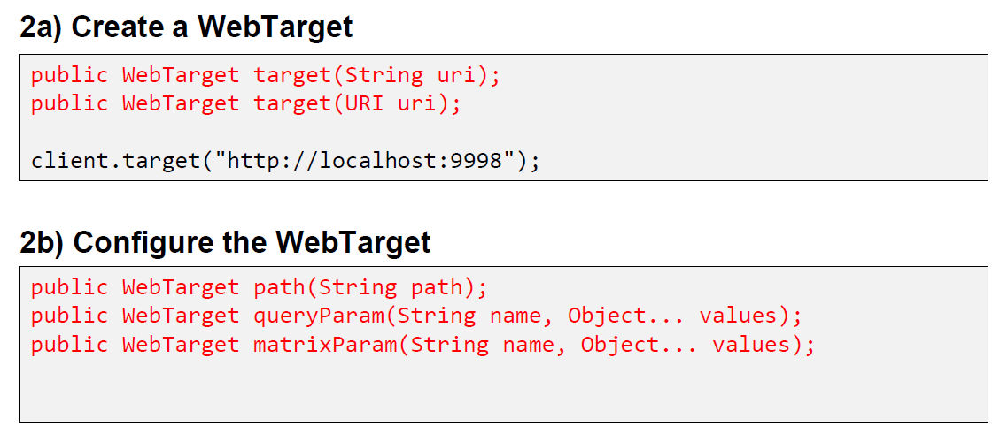 2a) Create a WebTarget
public WebTarget target(String uri);
public WebTarget target(URI uri);
client.target("http://localhost:9998");
2b) Configure the WebTarget
public WebTarget path(String path);
public WebTarget queryParam(String name, Object... values);
public WebTarget matrixParam(String name, Object... values);